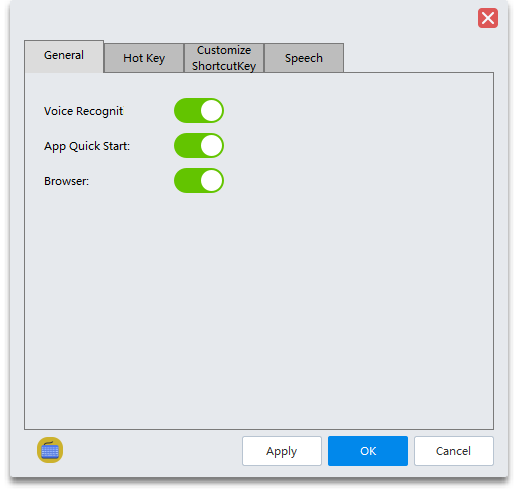 General
Hot Key
Customize
ShortcutKey
Speech
Voice Recognit
App Quick Start:
Browser:
Apply
OK
Cancel